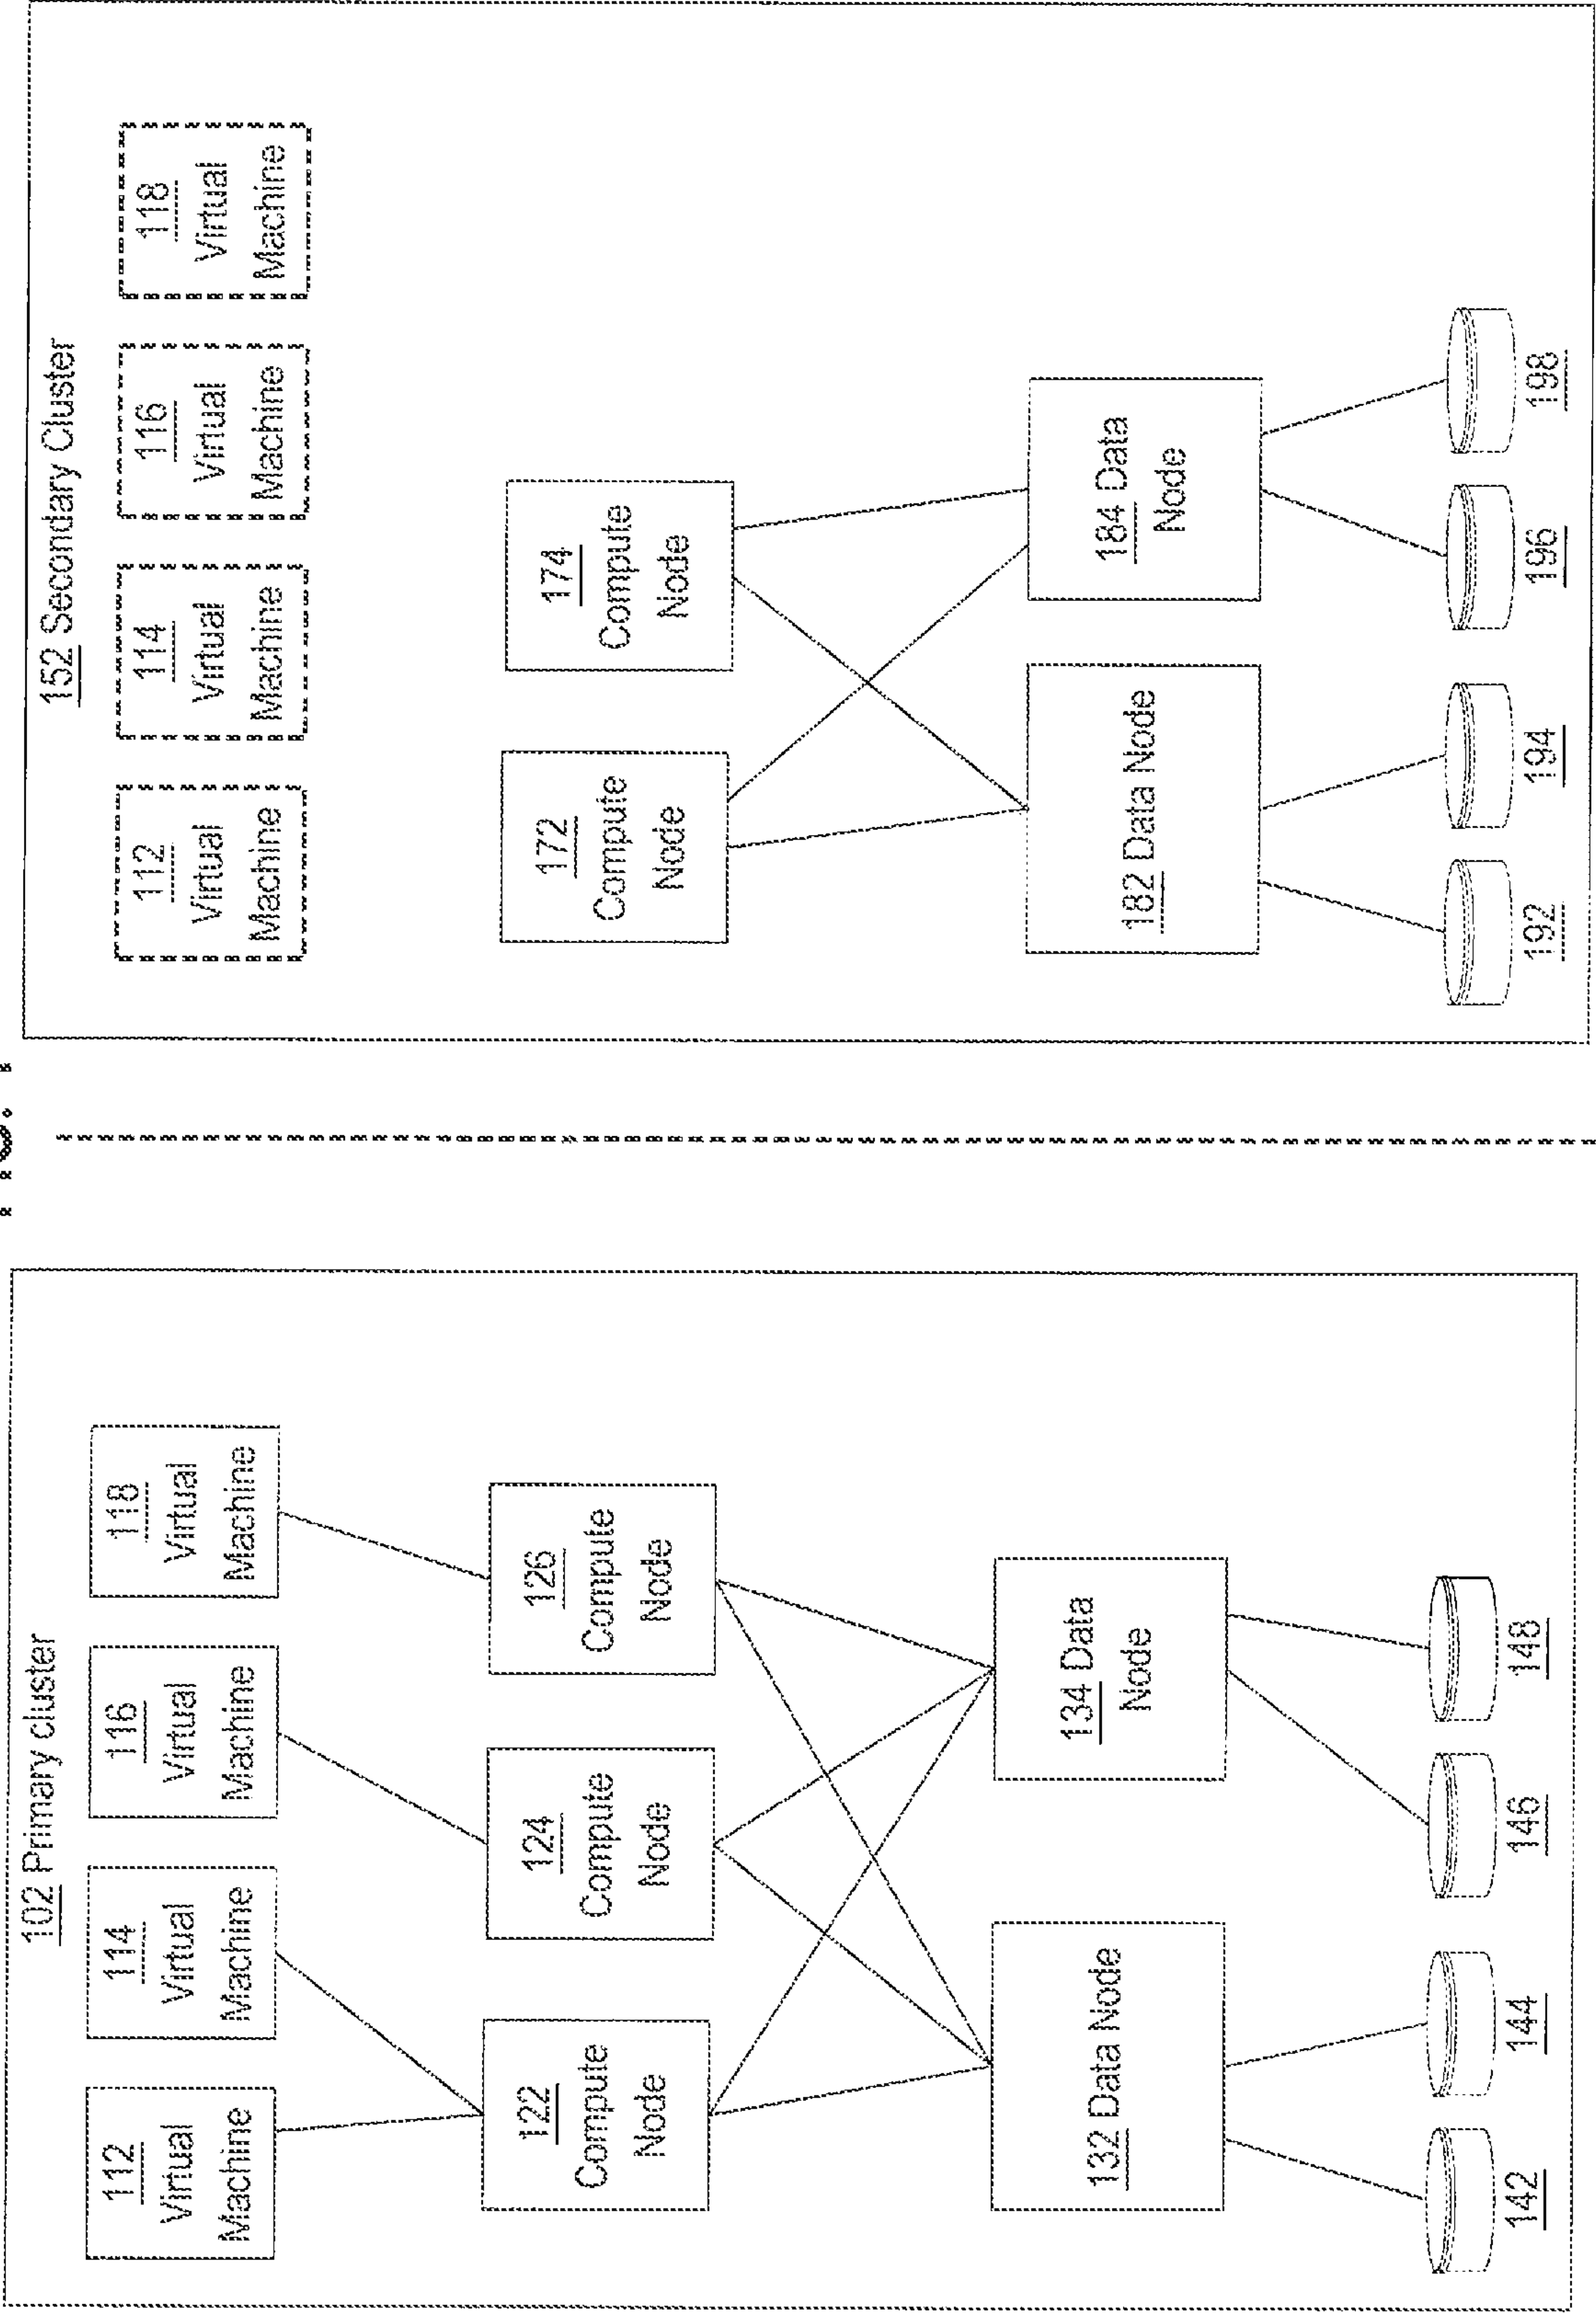 102 Primary cluster
112
Virtual
Machine
114
Virtual
Machine
116
Virtual
Machine
118
Virtual
Machine
122
Compute
Node
124
Compute
Node
126
Compute
Node
132 Data Node
134 Data
Node
142
144
146
148
152 Secondary Cluster
112
Virtual
Machine
114
Virtual
Machine
116
Virtual
Machine
118
Virtual
Machine
172
Compute
Node
174
Compute
Node
182 Data Node
184 Data
Node
192
194
196
198